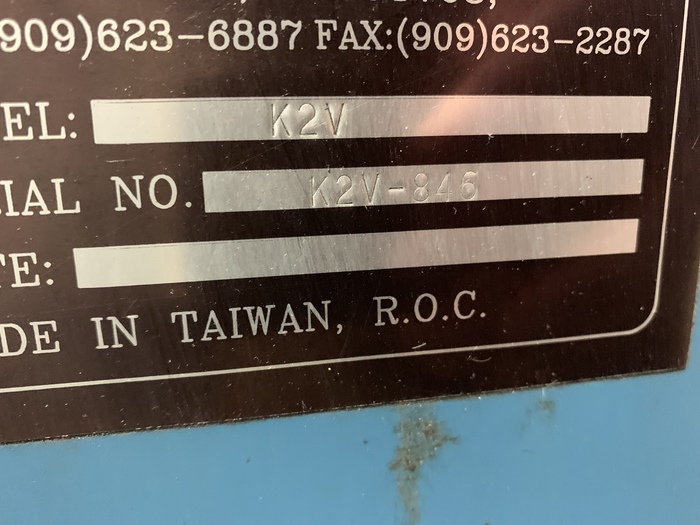 909)623-6887 FAX:(909)623-2287
EL: K2V
IAL NO. K2V-846
TE:
DE IN TAIWAN, R.O.C.